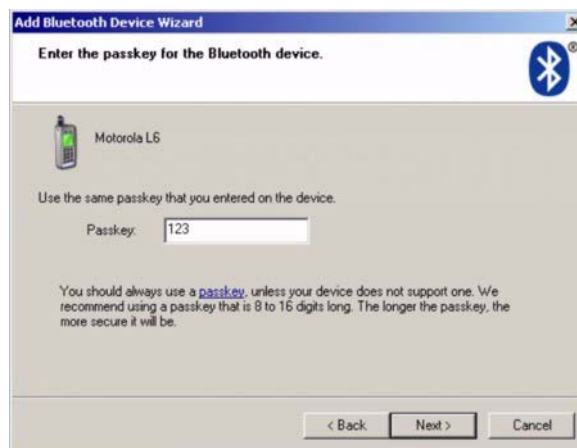 Add Bluetooth Device Wizard
Enter the passkey for the Bluetooth device.
Motorola L6
Use the same passkey that you entered on the device.
Passkey: 123
You should always use a passkey, unless your device does not support one. We
recommend using a passkey that is 8 to 16 digits long. The longer the passkey, the
more secure it will be.
< Back Next > Cancel